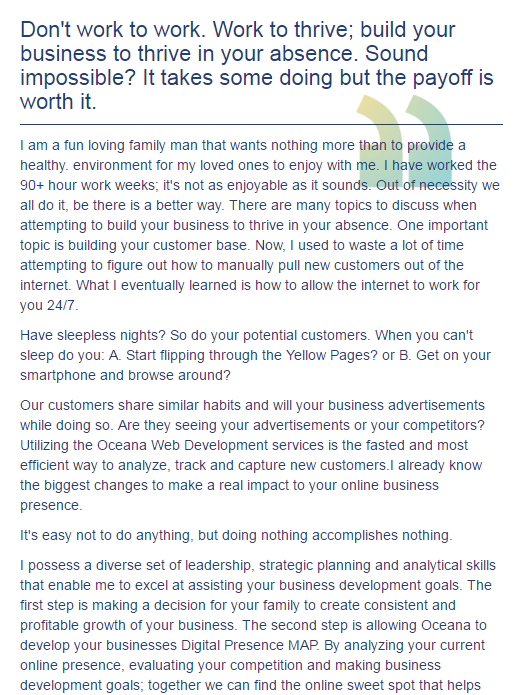 Don't work to work. Work to thrive; build your
business to thrive in your absence. Sound
impossible? It takes some doing but the payoff is
worth it.
I am a fun loving family man that wants nothing more than to provide a
healthy. environment for my loved ones to enjoy with me. I have worked the
90+ hour work weeks; it's not as enjoyable as it sounds. Out of necessity we
all do it, be there is a better way. There are many topics to discuss when
attempting to build your business to thrive in your absence. One important
topic is building your customer base. Now, I used to waste a lot of time
attempting to figure out how to manually pull new customers out of the
internet. What I eventually learned is how to allow the internet to work for
you 24/7.
Have sleepless nights? So do your potential customers. When you can't
sleep do you: A. Start flipping through the Yellow Pages? or B. Get on your
smartphone and browse around?
Our customers share similar habits and will your business advertisements
while doing so. Are they seeing your advertisements or your competitors?
Utilizing the Oceana Web Development services is the fasted and most
efficient way to analyze, track and capture new customers.I already know
the biggest changes to make a real impact to your online business
presence.
It's easy not to do anything, but doing nothing accomplishes nothing.
I possess a diverse set of leadership, strategic planning and analytical skills
that enable me to excel at assisting your business development goals. The
first step is making a decision for your family to create consistent and
profitable growth of your business. The second step is allowing Oceana to
develop your businesses Digital Presence MAP. By analyzing your current
online presence, evaluating your competition and making business
development goals; together we can find the online sweet spot that helps